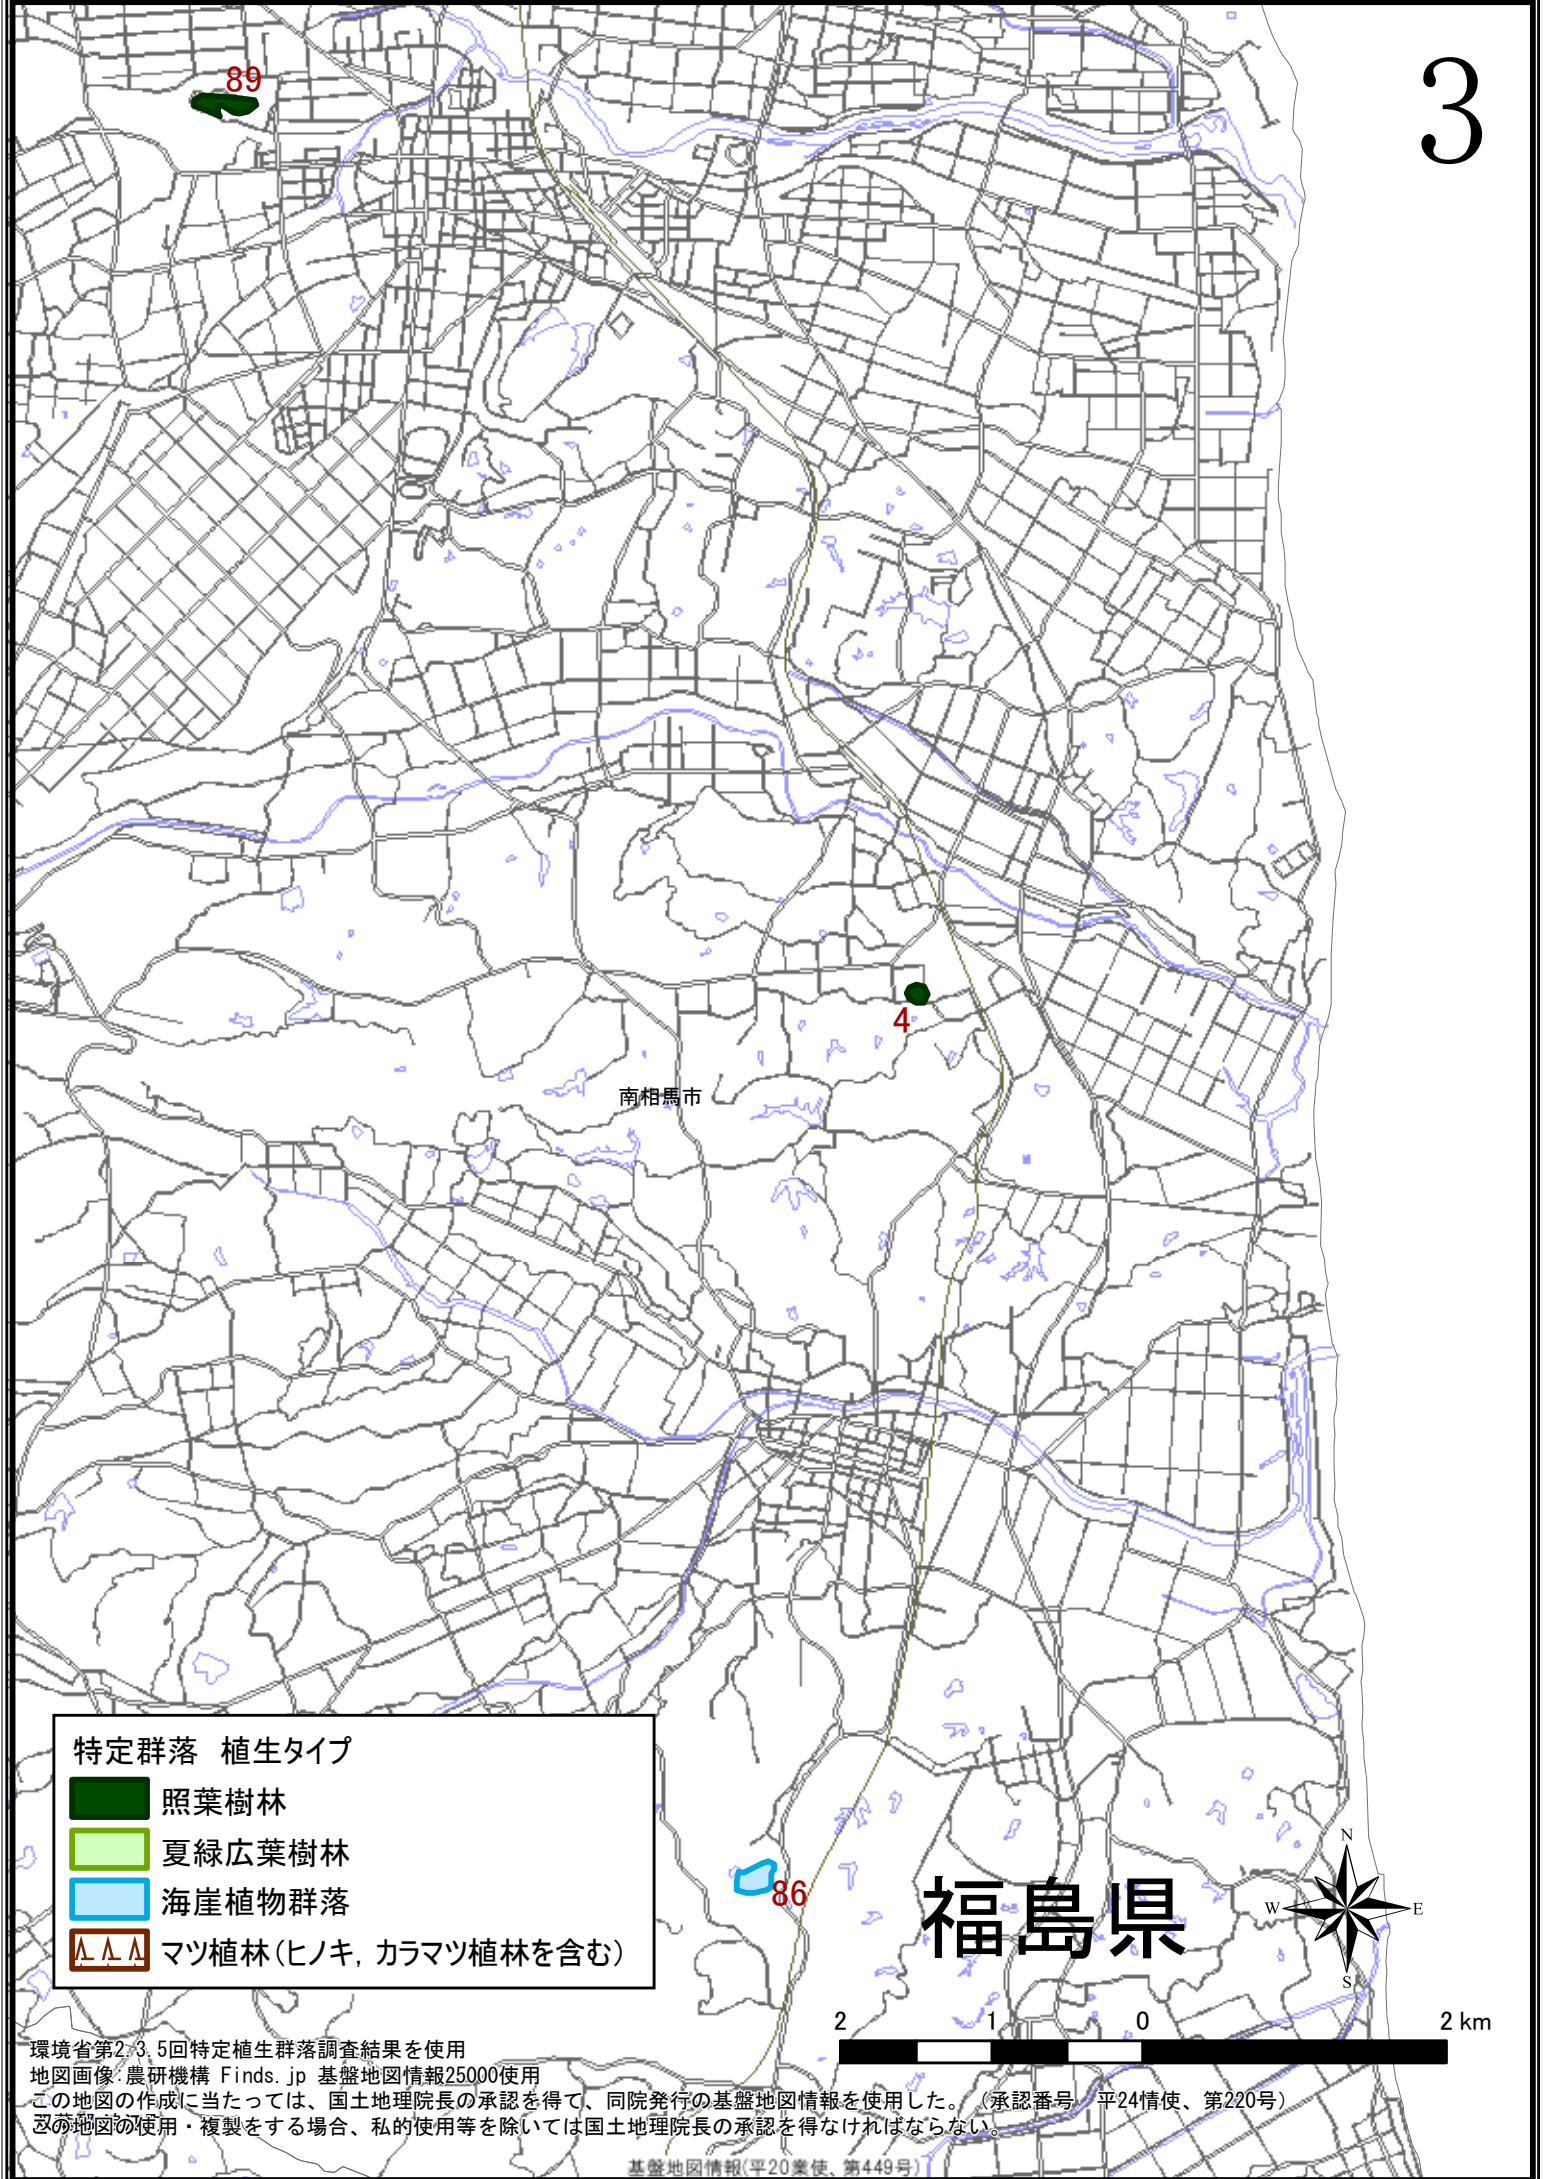 3
89
4
南相馬市
特定群落 植生タイプ
照葉樹林
夏緑広葉樹林
海崖植物群落
マツ植林(ヒノキ, カラマツ植林を含む)
86
福島県
N
W
E
S
2 1 0 2 km
環境省第2.3.5回特定植生群落調査結果を使用
地図画像:農研機構 Finds.jp 基盤地図情報25000使用
この地図の作成に当たっては、国土地理院長の承認を得て、同院発行の基盤地図情報を使用した。 (承認番号 平24情使、第220号)
この地図の使用・複製をする場合、私的使用等を除いては国土地理院長の承認を得なければならない。
基盤地図情報(平20業使、第449号)